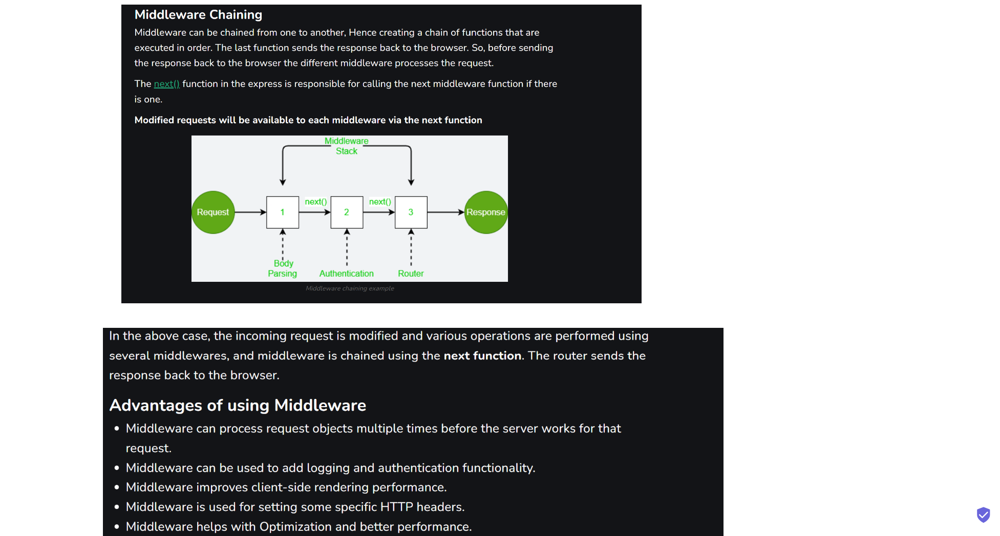 Middleware Chaining
Middleware can be chained from one to another, Hence creating a chain of functions that are
executed in order. The last function sends the response back to the browser. So, before sending
the response back to the browser the different middleware processes the request.
The next() function in the express is responsible for calling the next middleware function if there
is one.
Modified requests will be available to each middleware via the next function
Middleware
Stack
Request
1
next()
2
next()
3
Response
Body
Parsing
Authentication
Router
Middleware chaining example
In the above case, the incoming request is modified and various operations are performed using
several middlewares, and middleware is chained using the next function. The router sends the
response back to the browser.
Advantages of using Middleware
• Middleware can process request objects multiple times before the server works for that
request.
• Middleware can be used to add logging and authentication functionality.
• Middleware improves client-side rendering performance.
• Middleware is used for setting some specific HTTP headers.
• Middleware helps with Optimization and better performance.